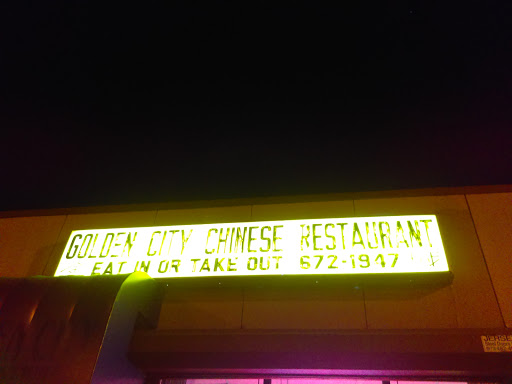 GOLDEN CITY CHINESE RESTAURANT
EAT IN OR TAKE OUT 672-1947